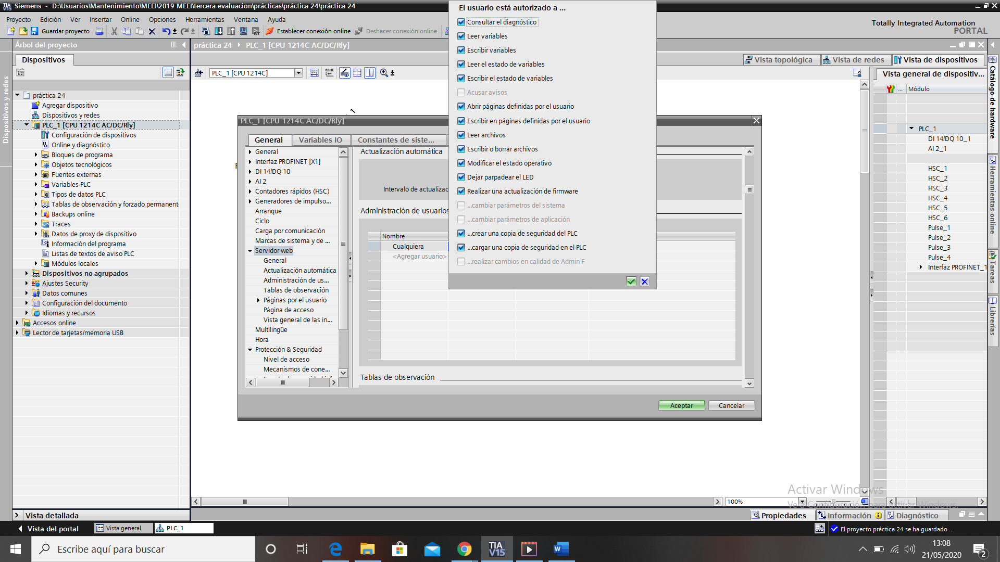 Siemens - D:\Usuarios\Mantenimiento\MEEI\2019 MEEI\tercera evaluacion\prácticas\práctica 24\práctica 24
Proyecto Edición Ver Insertar Online Opciones Herramientas Ventana Ayuda
Totally Integrated Automation
PORTAL
Guardar proyecto
Establecer conexión online
Deshacer conexión online
Árbol del proyecto
Dispositivos
Dispositivos y redes
práctica 24
Agregar dispositivo
Dispositivos y redes
PLC_1 [CPU 1214C AC/DC/Rly]
Configuración de dispositivos
Online y diagnóstico
Bloques de programa
Objetos tecnológicos
Fuentes externas
Variables PLC
Tipos de datos PLC
Tablas de observación y forzado permanent
Backups online
Traces
Datos de proxy de dispositivo
Información del programa
Listas de textos de aviso PLC
Módulos locales
Dispositivos no agrupados
Ajustes Security
Datos comunes
Configuración del documento
Idiomas y recursos
Accesos online
Lector de tarjetas/memoria USB
Vista detallada
práctica 24 PLC_1 [CPU 1214C AC/DC/Rly]
Vista topológica
Vista de redes
Vista de dispositivos
PLC_1 [CPU 1214C]
PLC_1 [CPU 1214C AC/DC/Rly]
General
Variables IO
Constantes de siste...
General
Interfaz PROFINET [X1]
DI 14/DQ 10
AI 2
Contadores rápidos (HSC)
Generadores de impulso...
Arranque
Ciclo
Carga por comunicación
Marcas de sistema y de ...
Servidor web
General
Actualización automática
Administración de us...
Tablas de observación
Páginas por el usuario
Página de acceso
Vista general de las in...
Multilingüe
Hora
Protección & Seguridad
Nivel de acceso
Mecanismos de cone...
Actualización automática
Intervalo de actualizac
Administración de usuarios
Nombre
Cualquiera
<Agregar usuario>
Tablas de observación
Aceptar
Cancelar
El usuario está autorizado a ...
Consultar el diagnóstico
Leer variables
Escribir variables
Leer el estado de variables
Escribir el estado de variables
Acusar avisos
Abrir páginas definidas por el usuario
Escribir en páginas definidas por el usuario
Leer archivos
Escribir o borrar archivos
Modificar el estado operativo
Dejar parpadear el LED
Realizar una actualización de firmware
...cambiar parámetros del sistema
...cambiar parámetros de aplicación
...crear una copia de seguridad del PLC
...cargar una copia de seguridad en el PLC
...realizar cambios en calidad de Admin F
Vista general de dispositiv...
... Módulo
PLC_1
DI 14/DQ 10_1
AI 2_1
HSC_1
HSC_2
HSC_3
HSC_4
HSC_5
HSC_6
Pulse_1
Pulse_2
Pulse_3
Pulse_4
Interfaz PROFINET_1
Catálogo de hardware
Herramientas online
Tareas
Librerías
100%
Activar Windows
Ve a Configuración para activar Windows.
Propiedades
Información
Diagnóstico
Vista del portal
Vista general
PLC_1
El proyecto práctica 24 se ha guardado ...
Escribe aquí para buscar
TIA
V15
13:08
21/05/2020
2